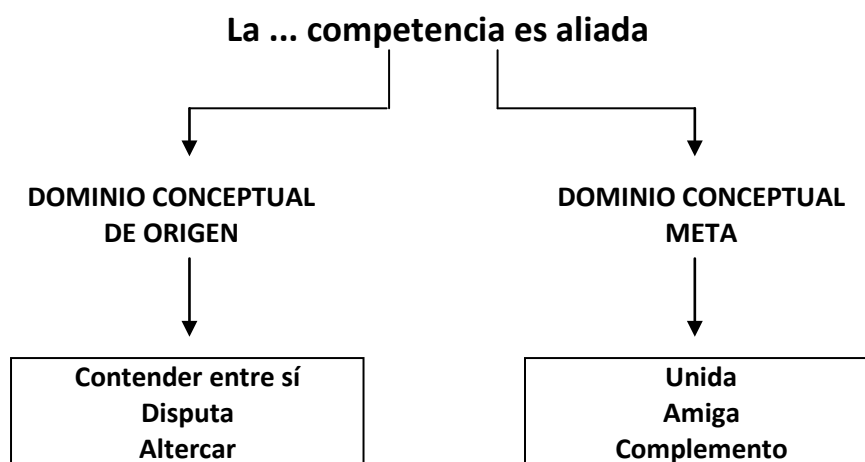 La ... competencia es aliada
DOMINIO CONCEPTUAL
DE ORIGEN
DOMINIO CONCEPTUAL
META
Contender entre sí
Disputa
Altercar
Unida
Amiga
Complemento